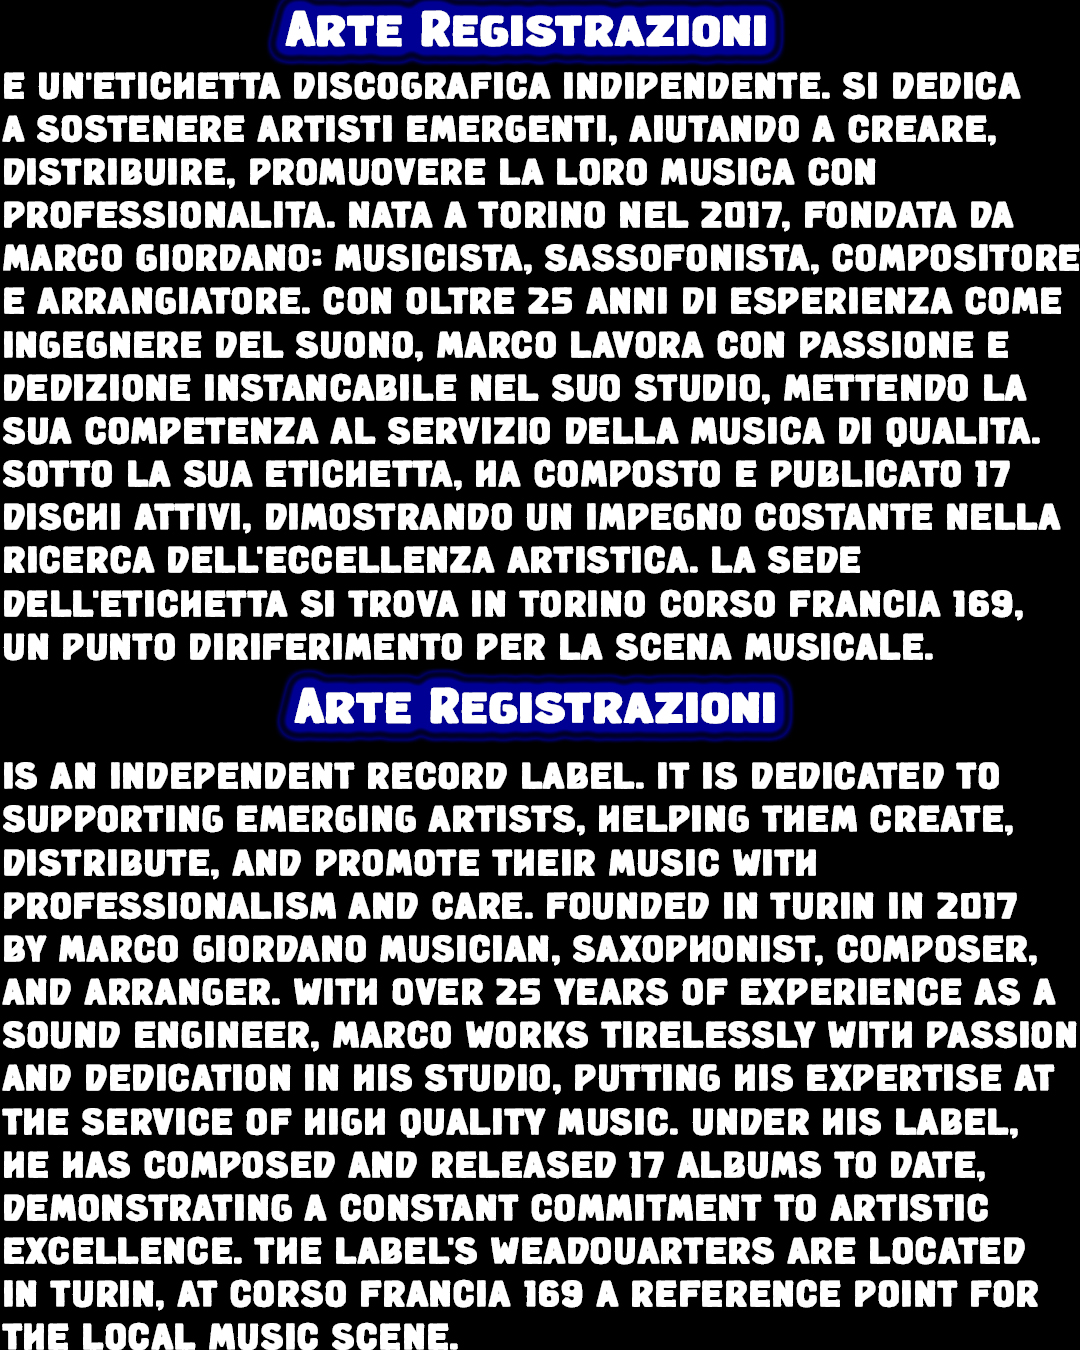 Arte Registrazioni
E UN'ETICHETTA DISCOGRAFICA INDIPENDENTE. SI DEDICA
A SOSTENERE ARTISTI EMERGENTI, AIUTANDO A CREARE,
DISTRIBUIRE, PROMUOVERE LA LORO MUSICA CON
PROFESSIONALITA. NATA A TORINO NEL 2017, FONDATA DA
MARCO GIORDANO: MUSICISTA, SASSOFONISTA, COMPOSITORE
E ARRANGIATORE. CON OLTRE 25 ANNI DI ESPERIENZA COME
INGEGNERE DEL SUONO, MARCO LAVORA CON PASSIONE E
DEDIZIONE INSTANCABILE NEL SUO STUDIO, METTENDO LA
SUA COMPETENZA AL SERVIZIO DELLA MUSICA DI QUALITA.
SOTTO LA SUA ETICHETTA, HA COMPOSTO E PUBLICATO 17
DISCHI ATTIVI, DIMOSTRANDO UN IMPEGNO COSTANTE NELLA
RICERCA DELL'ECCELLENZA ARTISTICA. LA SEDE
DELL'ETICHETTA SI TROVA IN TORINO CORSO FRANCIA 169,
UN PUNTO DIRIFERIMENTO PER LA SCENA MUSICALE.
Arte Registrazioni
IS AN INDEPENDENT RECORD LABEL. IT IS DEDICATED TO
SUPPORTING EMERGING ARTISTS, HELPING THEM CREATE,
DISTRIBUTE, AND PROMOTE THEIR MUSIC WITH
PROFESSIONALISM AND CARE. FOUNDED IN TURIN IN 2017
BY MARCO GIORDANO MUSICIAN, SAXOPHONIST, COMPOSER,
AND ARRANGER. WITH OVER 25 YEARS OF EXPERIENCE AS A
SOUND ENGINEER, MARCO WORKS TIRELESSLY WITH PASSION
AND DEDICATION IN HIS STUDIO, PUTTING HIS EXPERTISE AT
THE SERVICE OF HIGH QUALITY MUSIC. UNDER HIS LABEL,
HE HAS COMPOSED AND RELEASED 17 ALBUMS TO DATE,
DEMONSTRATING A CONSTANT COMMITMENT TO ARTISTIC
EXCELLENCE. THE LABEL'S WEADOUARTERS ARE LOCATED
IN TURIN, AT CORSO FRANCIA 169 A REFERENCE POINT FOR
THE LOCAL MUSIC SCENE.